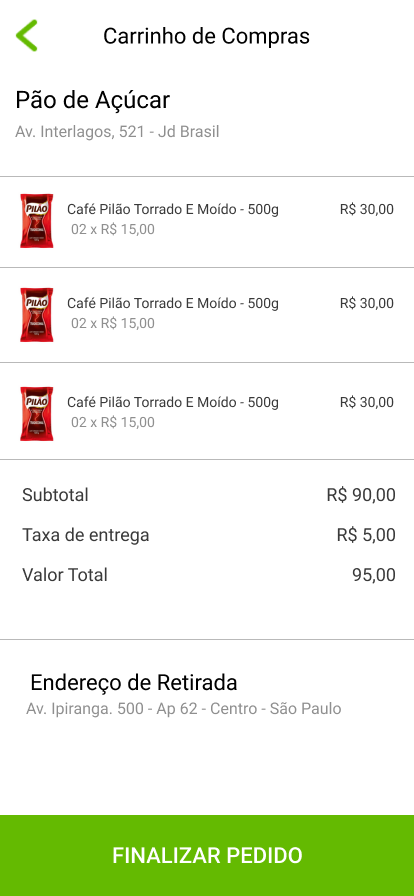 Carrinho de Compras
Pão de Açúcar
Av. Interlagos, 521 - Jd Brasil
PILÃO
Café Pilão Torrado E Moído - 500g R$ 30,00
02 x R$ 15,00
PILÃO
Café Pilão Torrado E Moído - 500g R$ 30,00
02 x R$ 15,00
PILÃO
Café Pilão Torrado E Moído - 500g R$ 30,00
02 x R$ 15,00
Subtotal R$ 90,00
Taxa de entrega R$ 5,00
Valor Total 95,00
Endereço de Retirada
Av. Ipiranga. 500 - Ap 62 - Centro - São Paulo
FINALIZAR PEDIDO